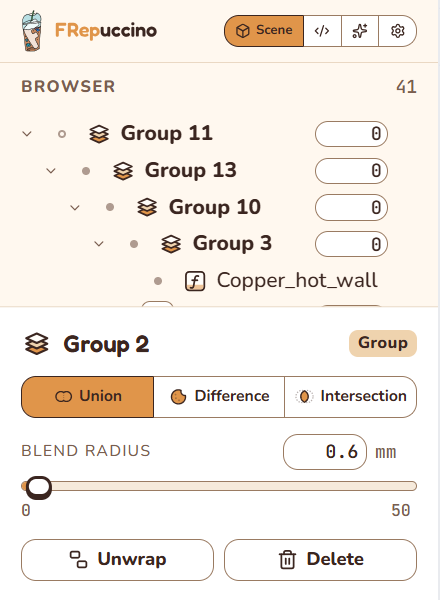 FRepuccino
Scene
BROWSER 41
Group 11 0
Group 13 0
Group 10 0
Group 3 0
Copper_hot_wall
Group 2 Group
Union Difference Intersection
BLEND RADIUS 0.6 mm
0 50
Unwrap Delete